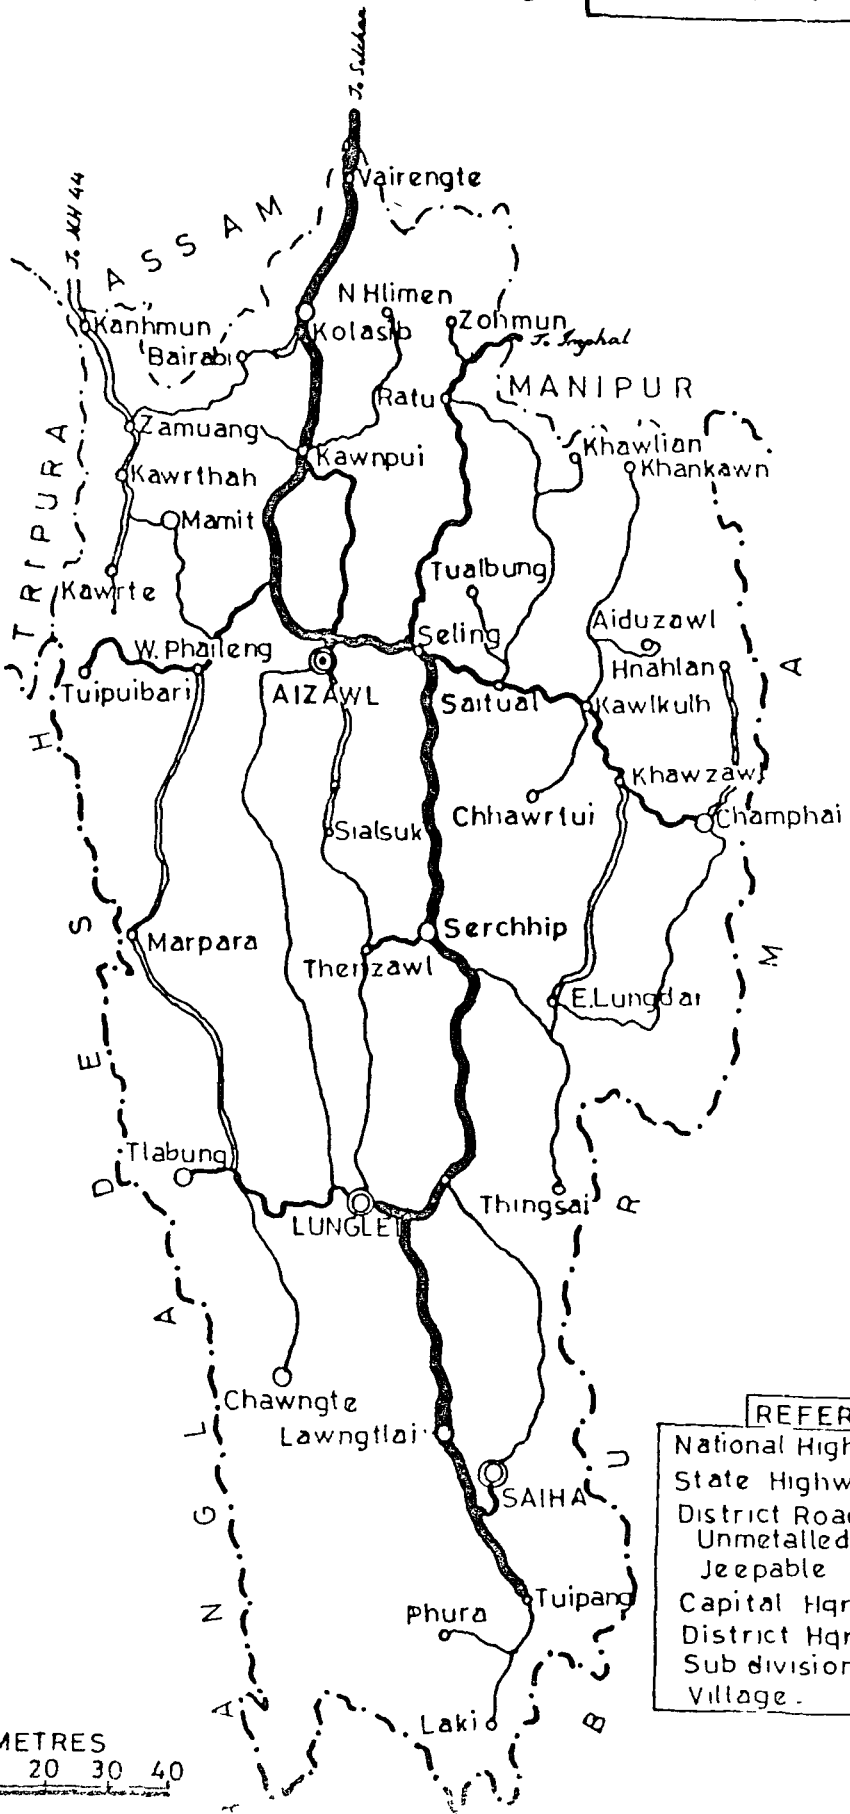 To Silchar
Vairengte
To NH 44
ASSAM
N Hlimen
Zohmun
To Imphal
Kanhmun
Kolasib
Bairabi
MANIPUR
Ratu
Zamuang
Khawlian
Kawnpui
Khankawn
Kawrthah
TRIPURA
Mamit
Tualbung
Kawrte
Aiduzawl
Seling
W. Phaileng
Hnahlan
Tuipuibari
AIZAWL
Saitual
Kawlkulh
Khawzawl
Chhawrtui
Champhai
Sialsuk
Serchhip
Marpara
Thenzawl
E.Lungdar
Tlabung
Thingsai
LUNGLEI
Chawngte
Lawngtlai
SAIHA
Tuipang
Phura
Laki
BANGLADESH
BURMA
REFER
National High
State Highw
District Roa
Unmetalled
Jeepable
Capital Hqr
District Hqr
Sub division
Village.
METRES
20 30 40